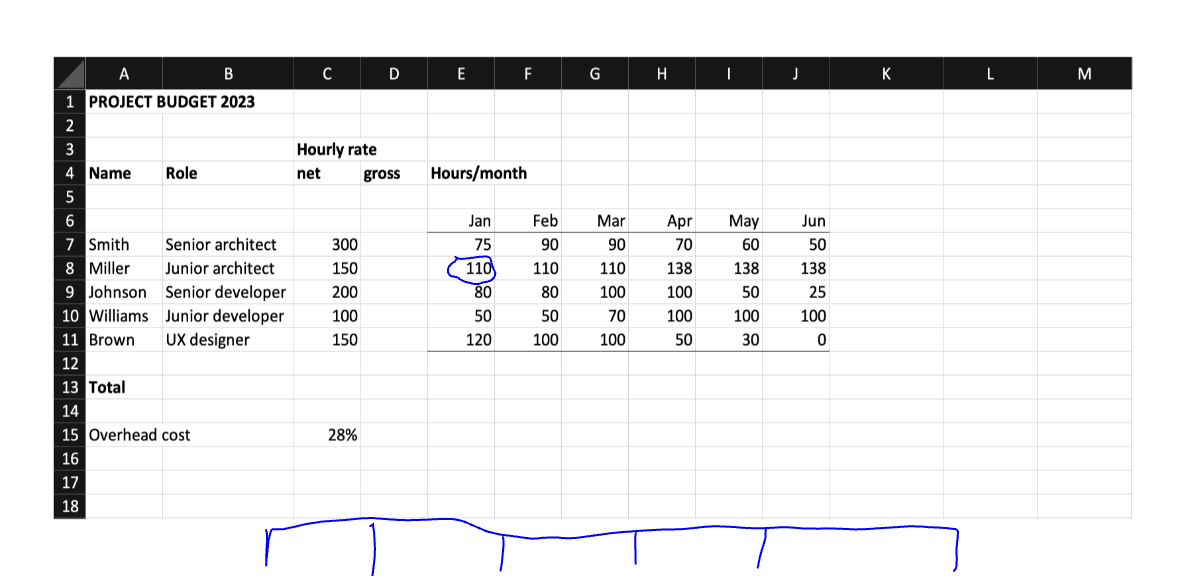 A B C D E F G H I J K L M
1 PROJECT BUDGET 2023
2
3 Hourly rate
4 Name Role net gross Hours/month
5
6 Jan Feb Mar Apr May Jun
7 Smith Senior architect 300 75 90 90 70 60 50
8 Miller Junior architect 150 110 110 110 138 138 138
9 Johnson Senior developer 200 80 80 100 100 50 25
10 Williams Junior developer 100 50 50 70 100 100 100
11 Brown UX designer 150 120 100 100 50 30 0
12
13 Total
14
15 Overhead cost 28%
16
17
18